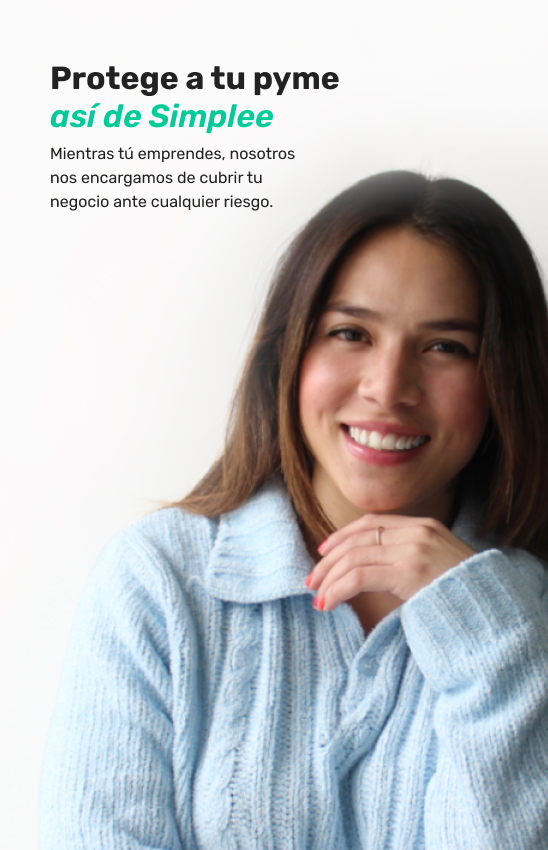 Protege a tu pyme
así de Simplee
Mientras tú emprendes, nosotros
nos encargamos de cubrir tu
negocio ante cualquier riesgo.